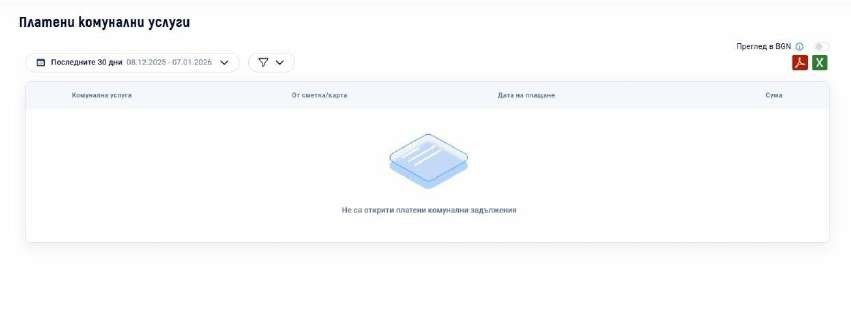 Платени комунални услуги
Преглед в BGN
Последните 30 дни 08.12.2025 - 07.01.2026
Комунална услуга От сметка/карта Дата на плащане Сума
Не са открити платени комунални задължения